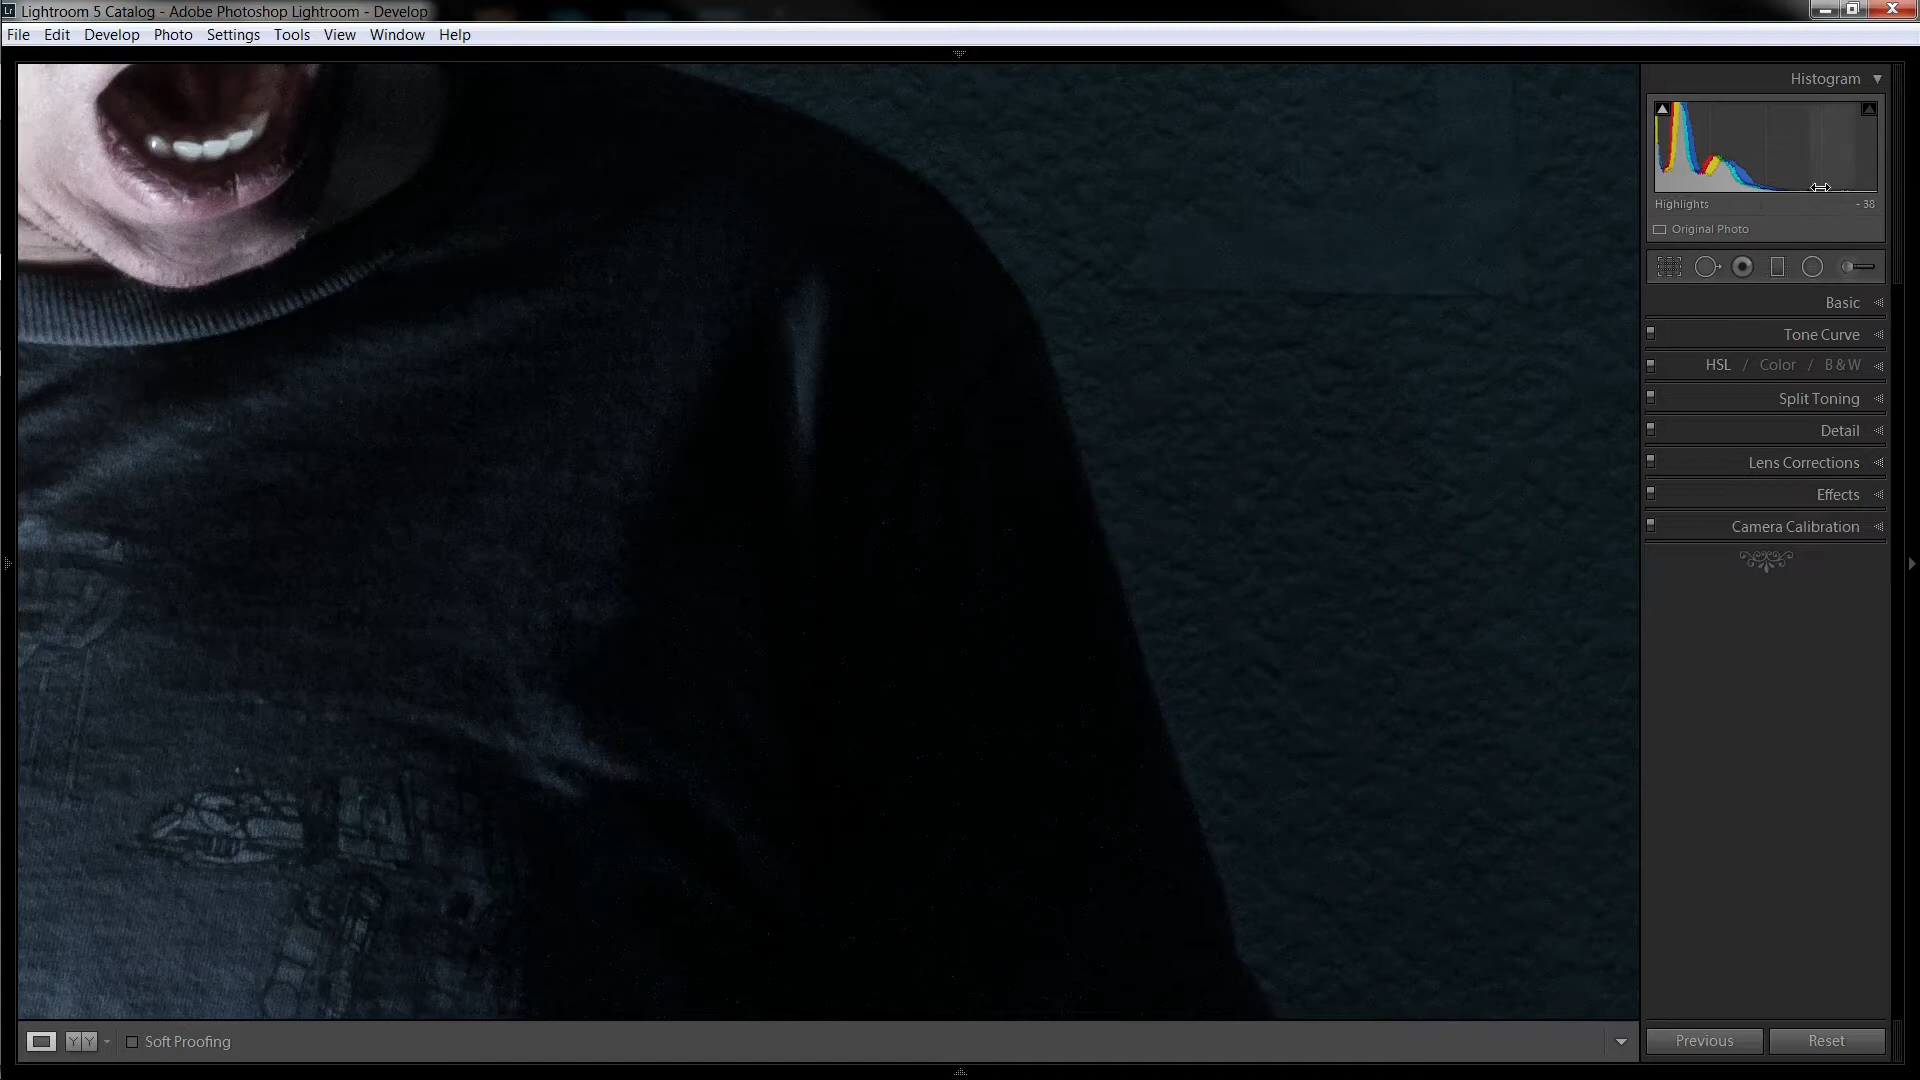 Lr Lightroom 5 Catalog - Adobe Photoshop Lightroom - Develop
File Edit Develop Photo Settings Tools View Window Help
Histogram
Highlights - 38
Original Photo
Basic
Tone Curve
HSL / Color / B & W
Split Toning
Detail
Lens Corrections
Effects
Camera Calibration
Y Y Soft Proofing
Previous Reset